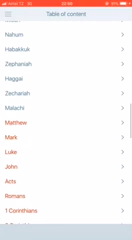 Table of content
Nahum
Habakkuk
Zephaniah
Haggai
Zechariah
Malachi
Matthew
Mark
Luke
John
Acts
Romans
1 Corinthians